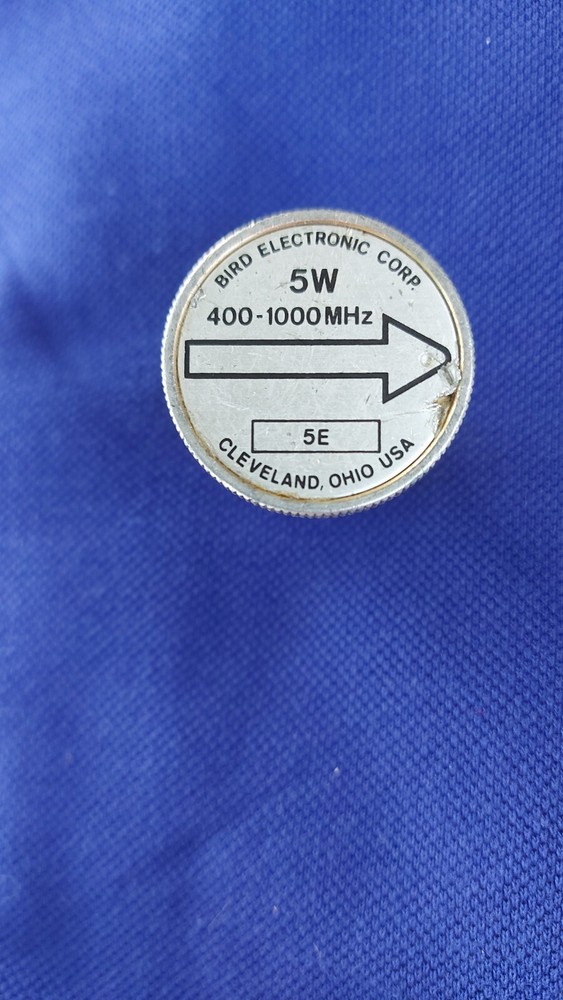 BIRD ELECTRONIC CORP.
5W
400-1000MHz
5E
CLEVELAND, OHIO USA